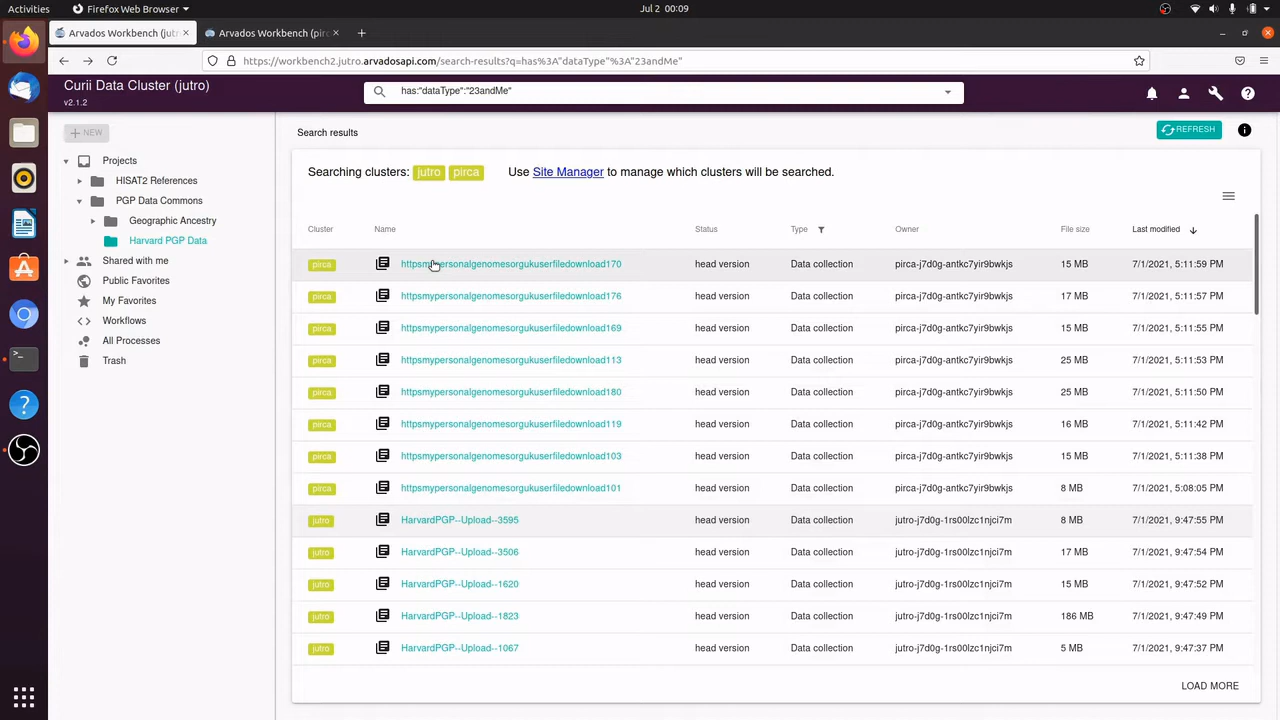 Activities Firefox Web Browser Jul 2 00:09
Arvados Workbench (jutr Arvados Workbench (pirc
https://workbench2.jutro.arvadosapi.com/search-results?q=has%3A"dataType"%3A"23andMe"
Curii Data Cluster (jutro)
v2.1.2
has:"dataType":"23andMe"
NEW
Projects
HISAT2 References
PGP Data Commons
Geographic Ancestry
Harvard PGP Data
Shared with me
Public Favorites
My Favorites
Workflows
All Processes
Trash
Search results REFRESH
Searching clusters: jutro pirca Use Site Manager to manage which clusters will be searched.
Cluster Name Status Type Owner File size Last modified
pirca httpsmypersonalgenomesorgukuserfiledownload170 head version Data collection pirca-j7d0g-antkc7yir9bwkjs 15 MB 7/1/2021, 5:11:59 PM
pirca httpsmypersonalgenomesorgukuserfiledownload176 head version Data collection pirca-j7d0g-antkc7yir9bwkjs 17 MB 7/1/2021, 5:11:57 PM
pirca httpsmypersonalgenomesorgukuserfiledownload169 head version Data collection pirca-j7d0g-antkc7yir9bwkjs 15 MB 7/1/2021, 5:11:55 PM
pirca httpsmypersonalgenomesorgukuserfiledownload113 head version Data collection pirca-j7d0g-antkc7yir9bwkjs 25 MB 7/1/2021, 5:11:53 PM
pirca httpsmypersonalgenomesorgukuserfiledownload180 head version Data collection pirca-j7d0g-antkc7yir9bwkjs 25 MB 7/1/2021, 5:11:50 PM
pirca httpsmypersonalgenomesorgukuserfiledownload119 head version Data collection pirca-j7d0g-antkc7yir9bwkjs 16 MB 7/1/2021, 5:11:42 PM
pirca httpsmypersonalgenomesorgukuserfiledownload103 head version Data collection pirca-j7d0g-antkc7yir9bwkjs 15 MB 7/1/2021, 5:11:38 PM
pirca httpsmypersonalgenomesorgukuserfiledownload101 head version Data collection pirca-j7d0g-antkc7yir9bwkjs 8 MB 7/1/2021, 5:08:05 PM
jutro HarvardPGP--Upload--3595 head version Data collection jutro-j7d0g-1rs00lzc1njci7m 8 MB 7/1/2021, 9:47:55 PM
jutro HarvardPGP--Upload--3506 head version Data collection jutro-j7d0g-1rs00lzc1njci7m 17 MB 7/1/2021, 9:47:54 PM
jutro HarvardPGP--Upload--1620 head version Data collection jutro-j7d0g-1rs00lzc1njci7m 15 MB 7/1/2021, 9:47:52 PM
jutro HarvardPGP--Upload--1823 head version Data collection jutro-j7d0g-1rs00lzc1njci7m 186 MB 7/1/2021, 9:47:49 PM
jutro HarvardPGP--Upload--1067 head version Data collection jutro-j7d0g-1rs00lzc1njci7m 5 MB 7/1/2021, 9:47:37 PM
LOAD MORE